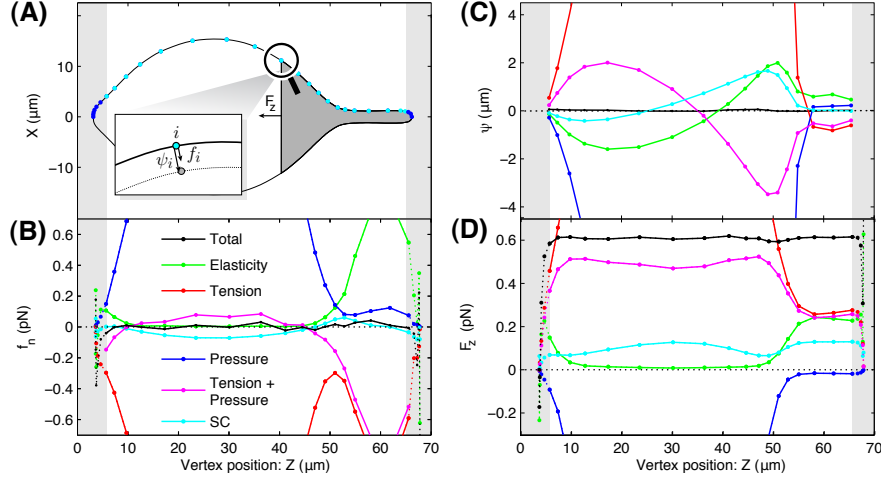 (A)
X (μm)
10
0
−10
F_z
i
ψ_i
f_i
(B)
f_n (pN)
0.6
0.4
0.2
0
−0.2
−0.4
−0.6
Total
Elasticity
Tension
Pressure
Tension +
Pressure
SC
0 10 20 30 40 50 60 70
Vertex position: Z (μm)
(C)
ψ (μm)
4
2
0
−2
−4
(D)
F_z (pN)
0.6
0.4
0.2
0
−0.2
0 10 20 30 40 50 60 70
Vertex position: Z (μm)